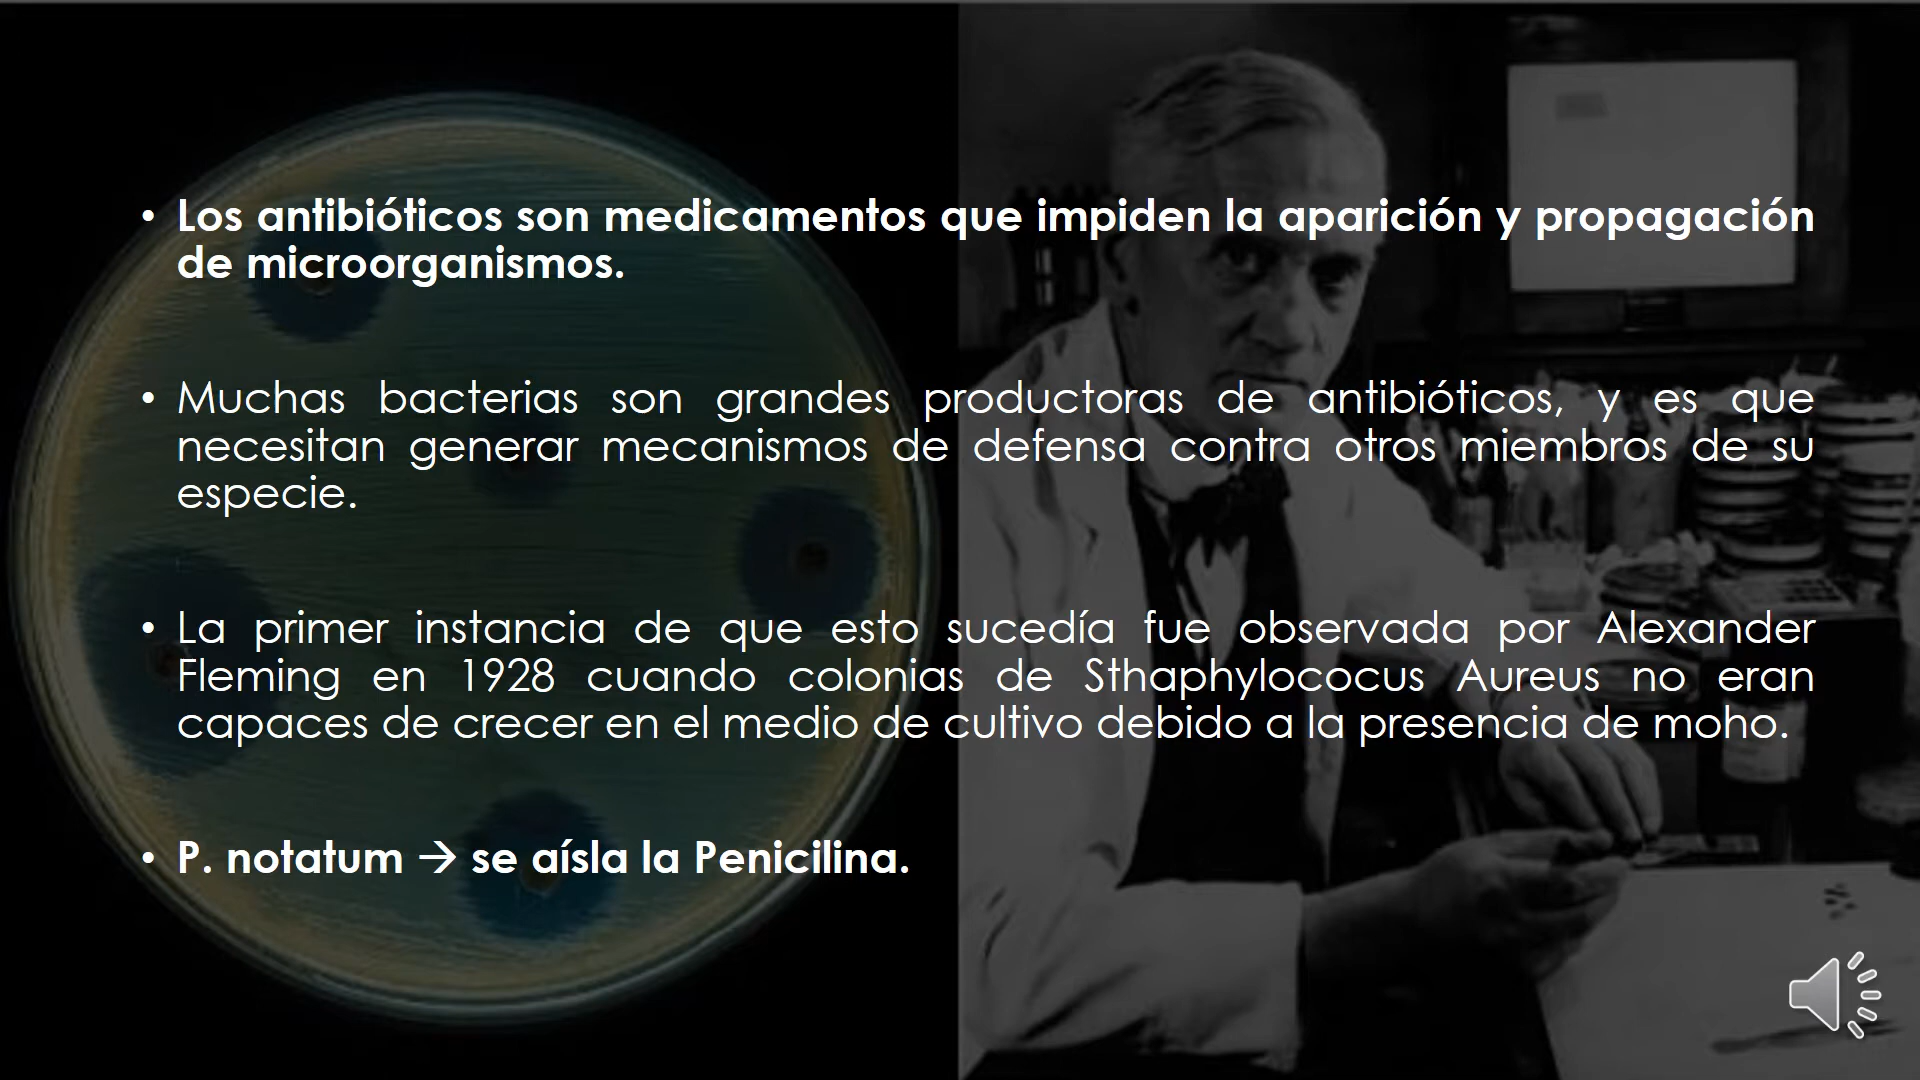 • Los antibióticos son medicamentos que impiden la aparición y propagación
de microorganismos.
• Muchas bacterias son grandes productoras de antibióticos, y es que
necesitan generar mecanismos de defensa contra otros miembros de su
especie.
• La primer instancia de que esto sucedía fue observada por Alexander
Fleming en 1928 cuando colonias de Sthaphylococus Aureus no eran
capaces de crecer en el medio de cultivo debido a la presencia de moho.
• P. notatum → se aísla la Penicilina.